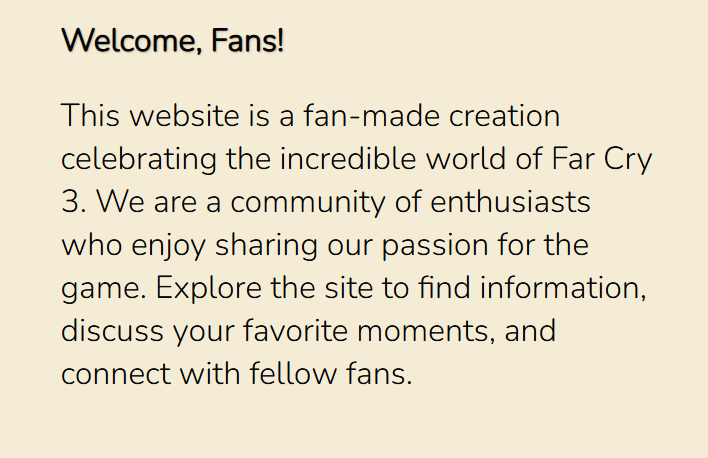 Welcome, Fans!
This website is a fan-made creation
celebrating the incredible world of Far Cry
3. We are a community of enthusiasts
who enjoy sharing our passion for the
game. Explore the site to find information,
discuss your favorite moments, and
connect with fellow fans.